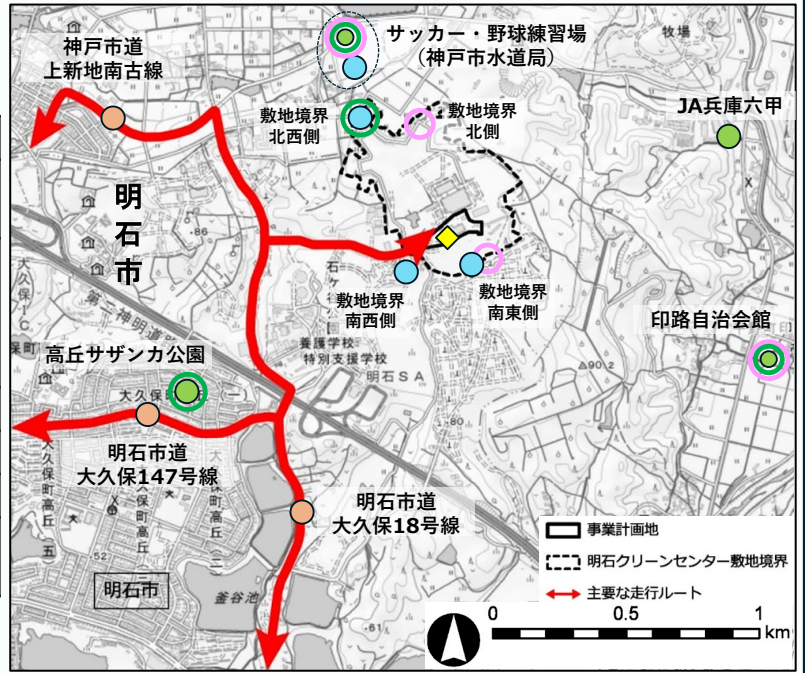 サッカー・野球練習場
（神戸市水道局）
牧場
神戸市道
上新地南古線
敷地境界
北西側
敷地境界
北側
JA兵庫六甲
明石市
敷地境界
南西側
敷地境界
南東側
印路自治会館
養護学校
特別支援学校
明石SA
高丘サザンカ公園
明石市道
大久保147号線
明石市道
大久保18号線
明石市
釜谷池
大久保町高丘（五）
事業計画地
明石クリーンセンター敷地境界
主要な走行ルート
0 0.5 1
km